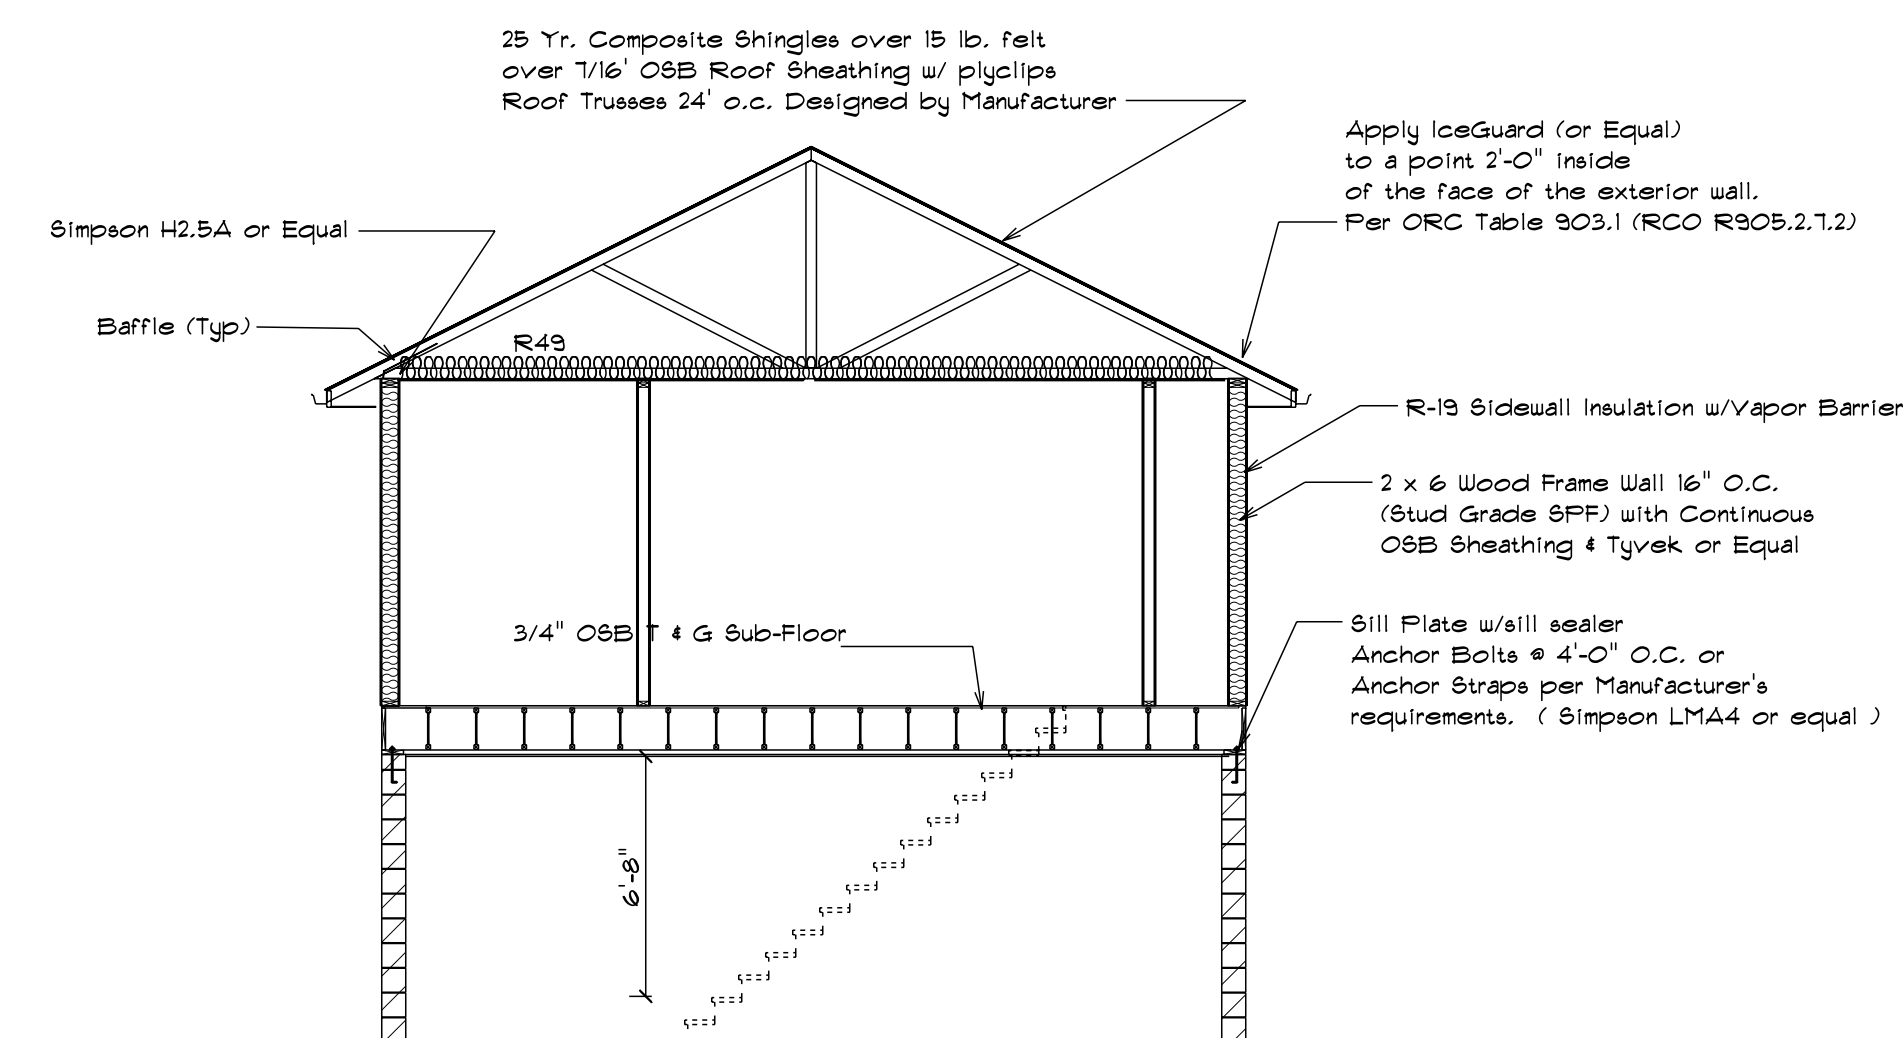 25 Yr. Composite Shingles over 15 lb. felt
over 7/16' OSB Roof Sheathing w/ plyclips
Roof Trusses 24' o.c. Designed by Manufacturer
Apply IceGuard (or Equal)
to a point 2'-0" inside
of the face of the exterior wall.
Per ORC Table 903.1 (RCO R905.2.7.2)
Simpson H2.5A or Equal
Baffle (Typ)
R49
R-19 Sidewall Insulation w/Vapor Barrier
2 x 6 Wood Frame Wall 16" O.C.
(Stud Grade SPF) with Continuous
OSB Sheathing & Tyvek or Equal
3/4" OSB T & G Sub-Floor
Sill Plate w/sill sealer
Anchor Bolts @ 4'-0" O.C. or
Anchor Straps per Manufacturer's
requirements. ( Simpson LMA4 or equal )
6'-8"